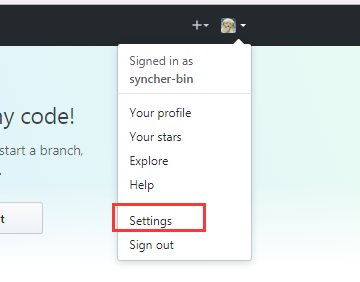 Signed in as
syncher-bin
Your profile
Your stars
Explore
Help
Settings
Sign out
y code!
start a branch,
t